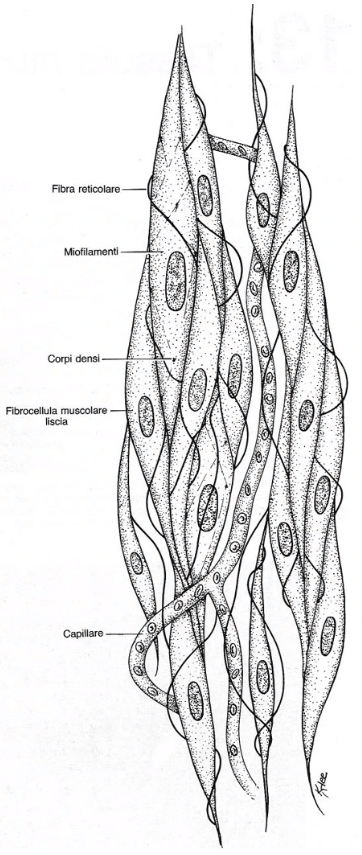 Fibra reticolare
Miofilamenti
Corpi densi
Fibrocellula muscolare
liscia
Capillare